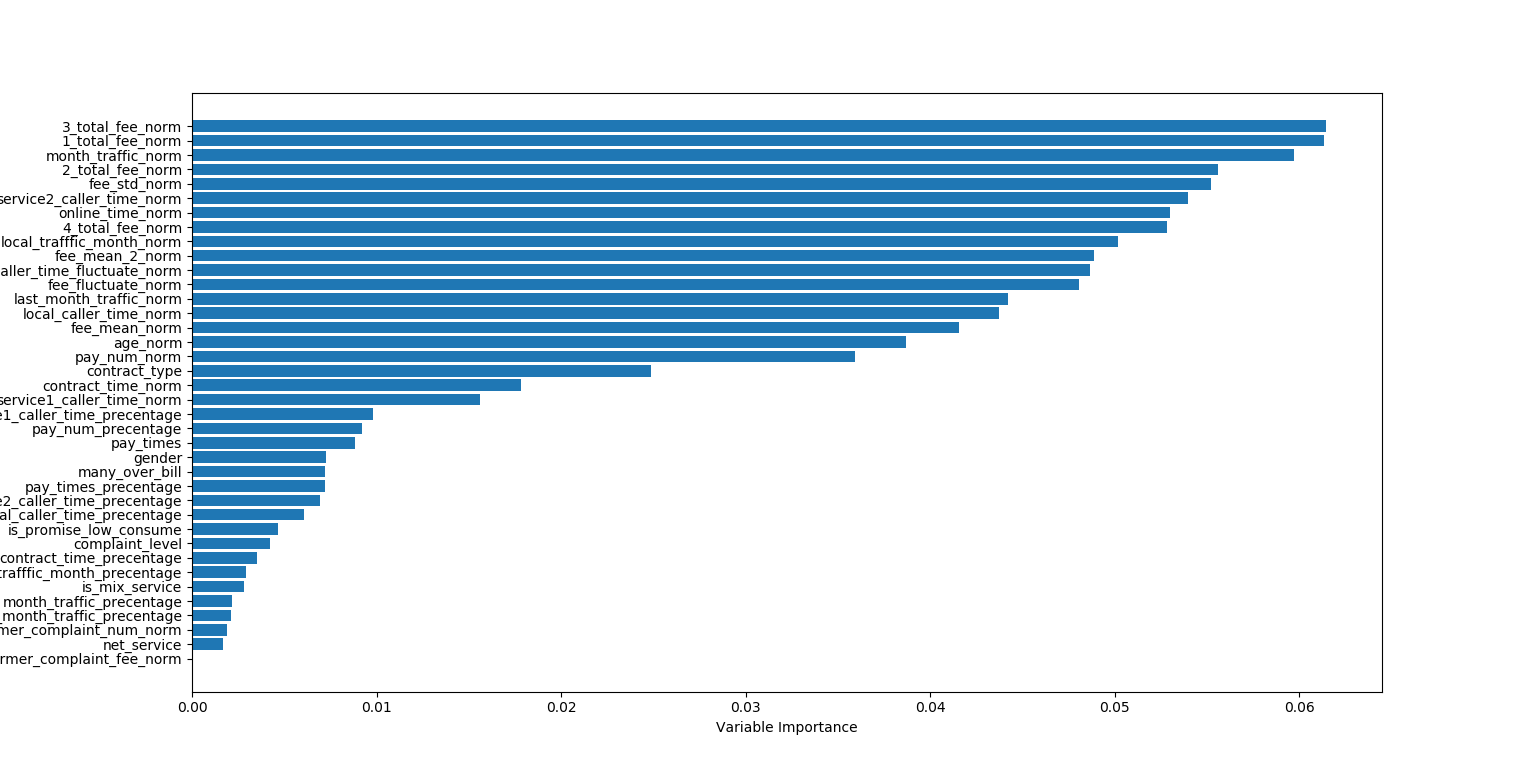 3_total_fee_norm
1_total_fee_norm
month_traffic_norm
2_total_fee_norm
fee_std_norm
service2_caller_time_norm
online_time_norm
4_total_fee_norm
local_trafffic_month_norm
fee_mean_2_norm
aller_time_fluctuate_norm
fee_fluctuate_norm
last_month_traffic_norm
local_caller_time_norm
fee_mean_norm
age_norm
pay_num_norm
contract_type
contract_time_norm
service1_caller_time_norm
e1_caller_time_precentage
pay_num_precentage
pay_times
gender
many_over_bill
pay_times_precentage
e2_caller_time_precentage
al_caller_time_precentage
is_promise_low_consume
complaint_level
contract_time_precentage
trafffic_month_precentage
is_mix_service
month_traffic_precentage
_month_traffic_precentage
mer_complaint_num_norm
net_service
rmer_complaint_fee_norm
0.00 0.01 0.02 0.03 0.04 0.05 0.06
Variable Importance